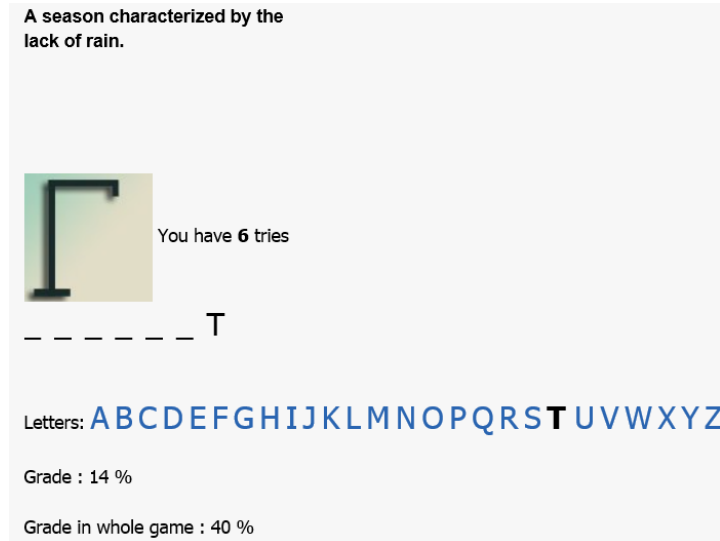 A season characterized by the
lack of rain.
You have 6 tries
_ _ _ _ _ _ T
Letters: A B C D E F G H I J K L M N O P Q R S T U V W X Y Z
Grade : 14 %
Grade in whole game : 40 %